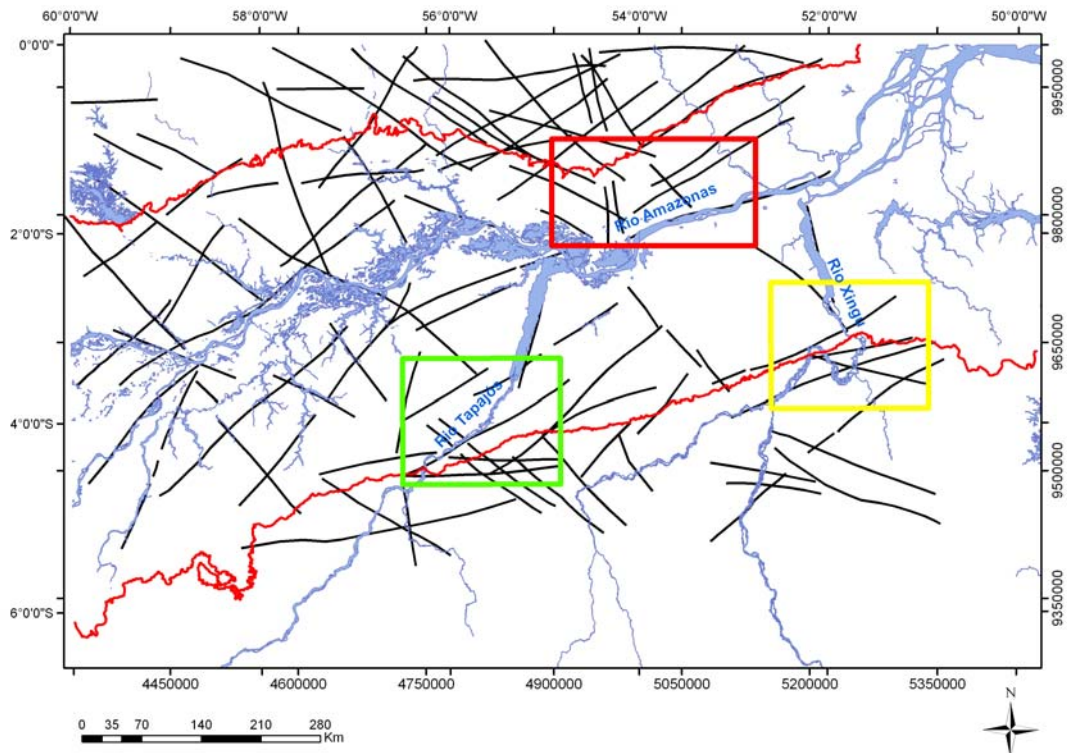 60°0'0"W 58°0'0"W 56°0'0"W 54°0'0"W 52°0'0"W 50°0'0"W
0°0'0"
2°0'0"S
4°0'0"S
6°0'0"S
Rio Amazonas
Rio Xingu
Rio Tapajós
9950000
9800000
9650000
9500000
9350000
4450000 4600000 4750000 4900000 5050000 5200000 5350000
N
0 35 70 140 210 280
Km